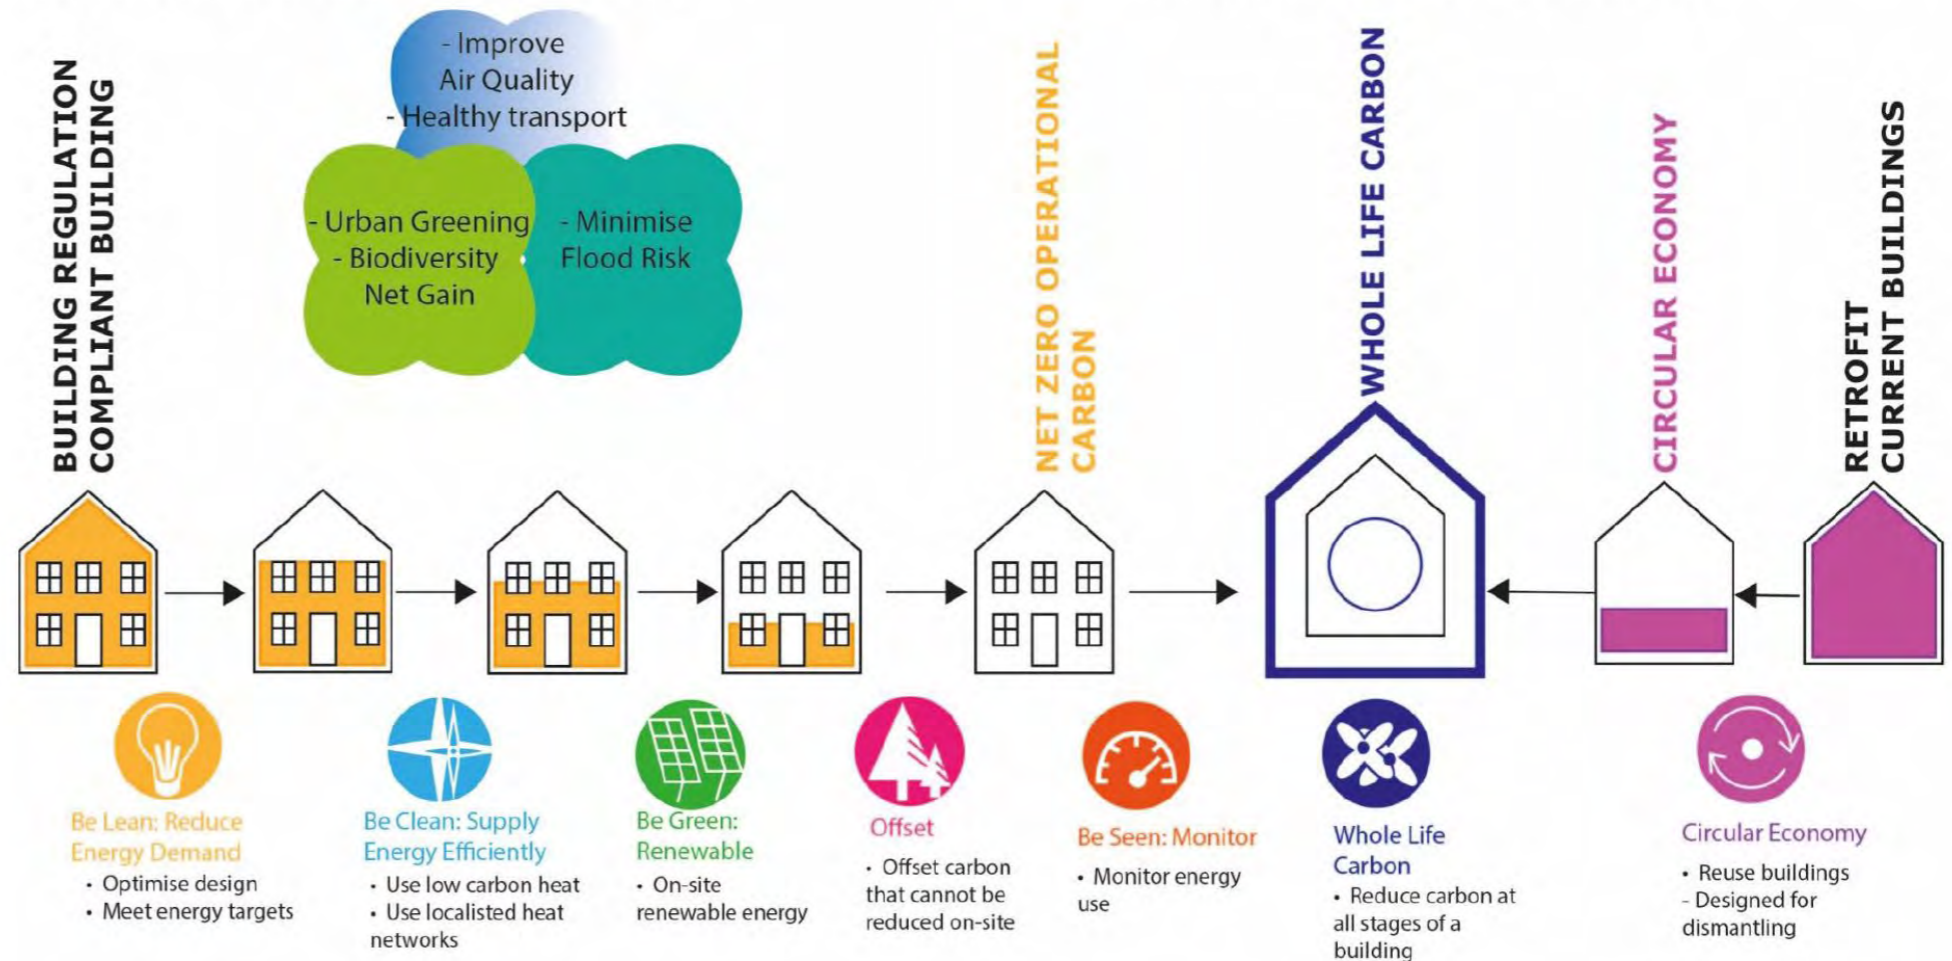 BUILDING REGULATION
COMPLIANT BUILDING
- Improve
Air Quality
- Healthy transport
- Urban Greening
- Biodiversity
Net Gain
- Minimise
Flood Risk
NET ZERO OPERATIONAL
CARBON
WHOLE LIFE CARBON
CIRCULAR ECONOMY
RETROFIT
CURRENT BUILDINGS
Be Lean: Reduce
Energy Demand
• Optimise design
• Meet energy targets
Be Clean: Supply
Energy Efficiently
• Use low carbon heat
• Use localisted heat
networks
Be Green:
Renewable
• On-site
renewable energy
Offset
• Offset carbon
that cannot be
reduced on-site
Be Seen: Monitor
• Monitor energy
use
Whole Life
Carbon
• Reduce carbon at
all stages of a
building
Circular Economy
• Reuse buildings
- Designed for
dismantling